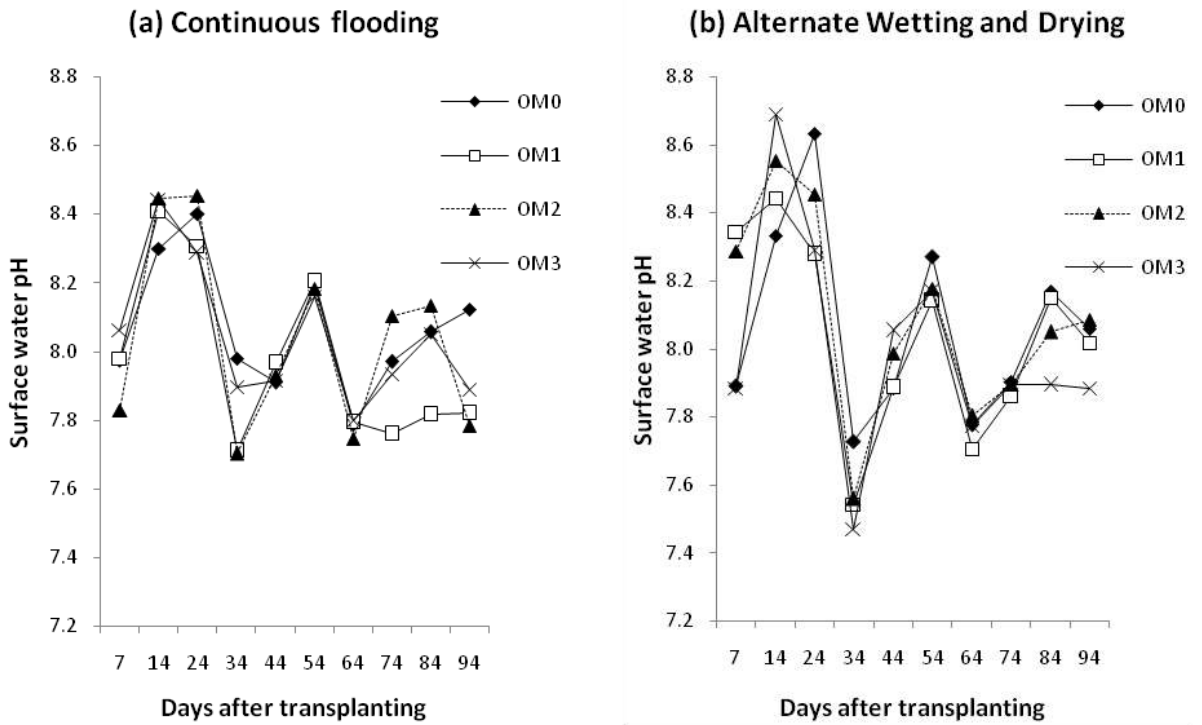 (a) Continuous flooding
8.8
8.6
8.4
8.2
8.0
7.8
7.6
7.4
7.2
Surface water pH
7 14 24 34 44 54 64 74 84 94
Days after transplanting
OM0
OM1
OM2
OM3
(b) Alternate Wetting and Drying
8.8
8.6
8.4
8.2
8.0
7.8
7.6
7.4
7.2
Surface water pH
7 14 24 34 44 54 64 74 84 94
Days after transplanting
OM0
OM1
OM2
OM3